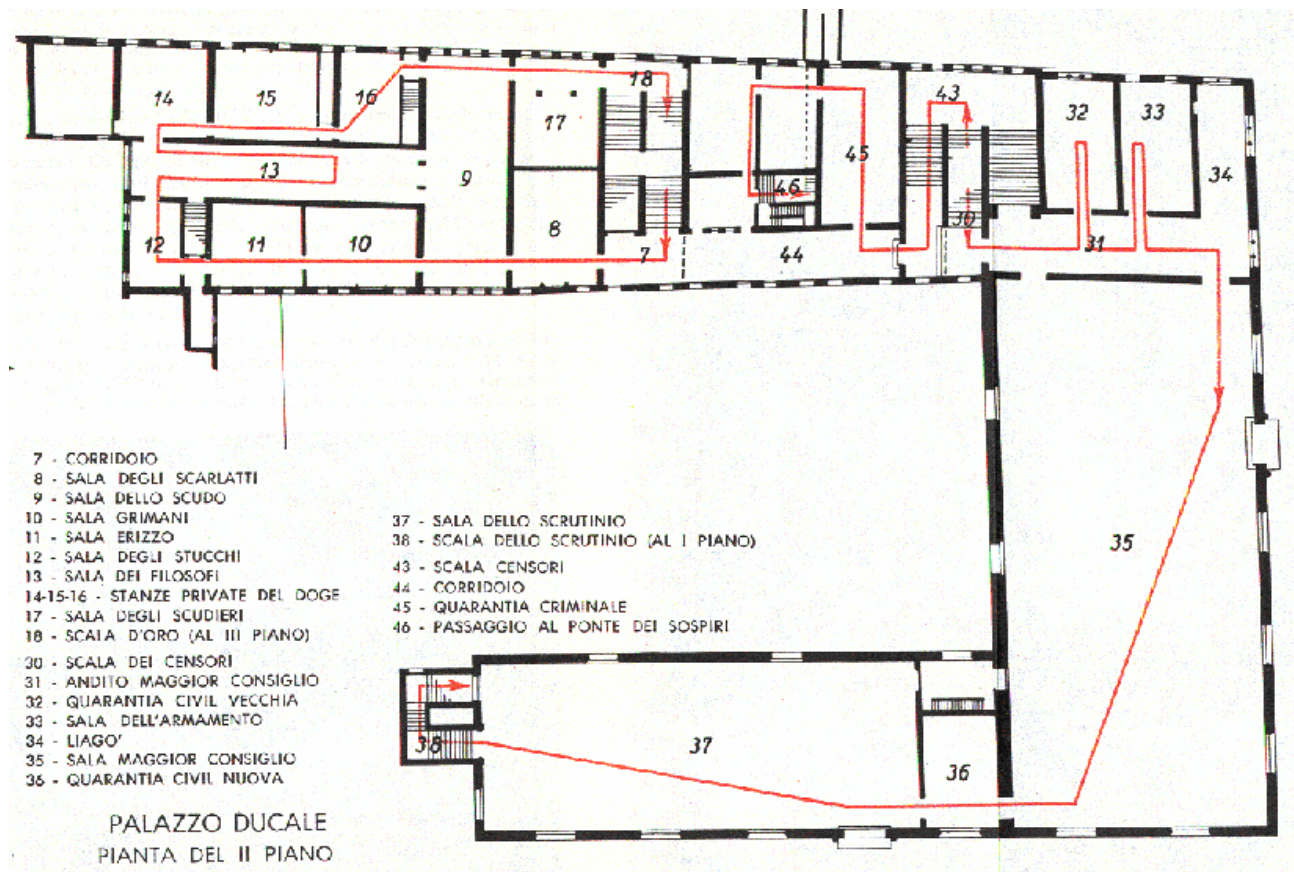 14
15
16
18
43
32
33
17
45
34
13
9
46
12
11
10
8
7
44
30
31
35
7 - CORRIDOIO
8 - SALA DEGLI SCARLATTI
9 - SALA DELLO SCUDO
10 - SALA GRIMANI
11 - SALA ERIZZO
12 - SALA DEGLI STUCCHI
13 - SALA DEI FILOSOFI
14-15-16 - STANZE PRIVATE DEL DOGE
17 - SALA DEGLI SCUDIERI
18 - SCALA D'ORO (AL III PIANO)
30 - SCALA DEI CENSORI
31 - ANDITO MAGGIOR CONSIGLIO
32 - QUARANTIA CIVIL VECCHIA
33 - SALA DELL'ARMAMENTO
34 - LIAGO'
35 - SALA MAGGIOR CONSIGLIO
36 - QUARANTIA CIVIL NUOVA
37 - SALA DELLO SCRUTINIO
38 - SCALA DELLO SCRUTINIO (AL I PIANO)
43 - SCALA CENSORI
44 - CORRIDOIO
45 - QUARANTIA CRIMINALE
46 - PASSAGGIO AL PONTE DEI SOSPIRI
38
37
36
PALAZZO DUCALE
PIANTA DEL II PIANO